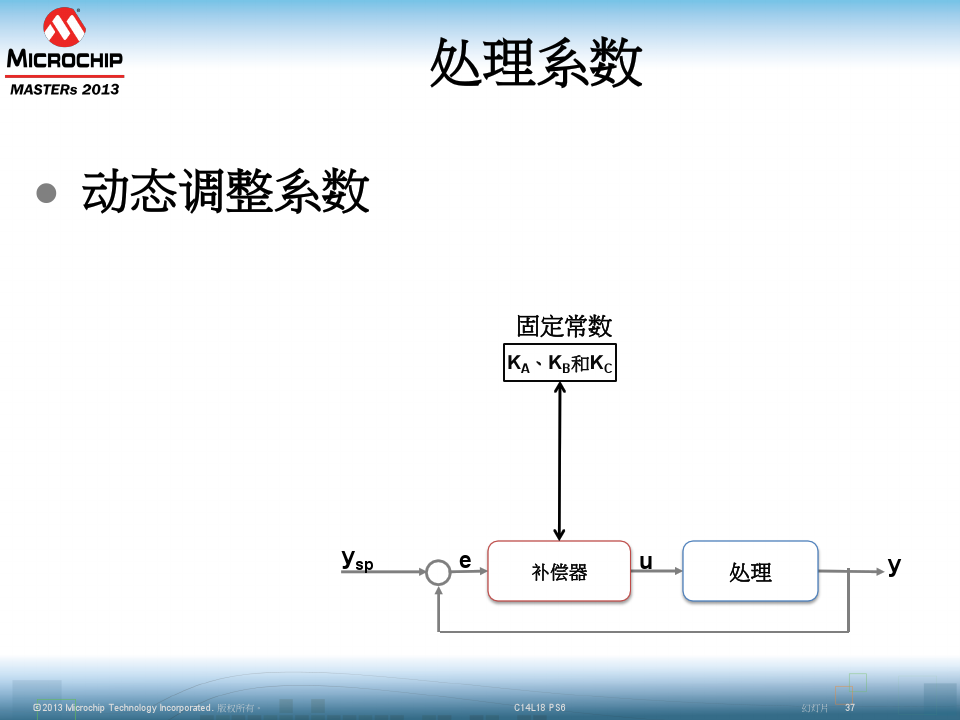 MICROCHIP
MASTERs 2013
处理系数
动态调整系数
固定常数
KA、KB和KC
ysp
e
补偿器
u
处理
y
©2013 Microchip Technology Incorporated. 版权所有。
C14L18 PS6
幻灯片 37